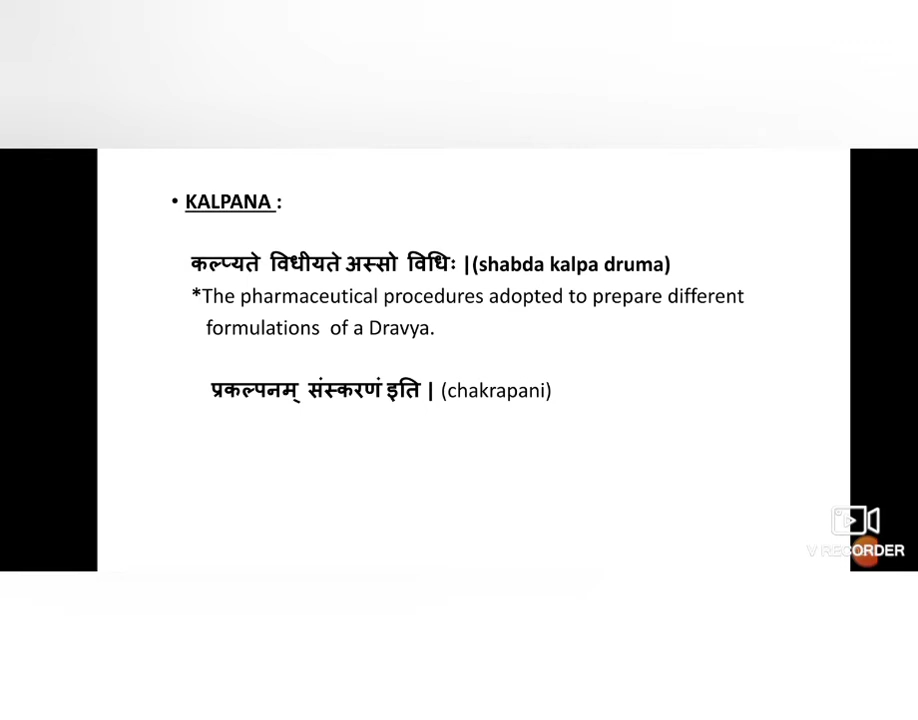 • KALPANA :
कल्प्यते विधीयते अस्सो विधिः |(shabda kalpa druma)
*The pharmaceutical procedures adopted to prepare different
formulations of a Dravya.
प्रकल्पनम् संस्करणं इति | (chakrapani)
V RECORDER